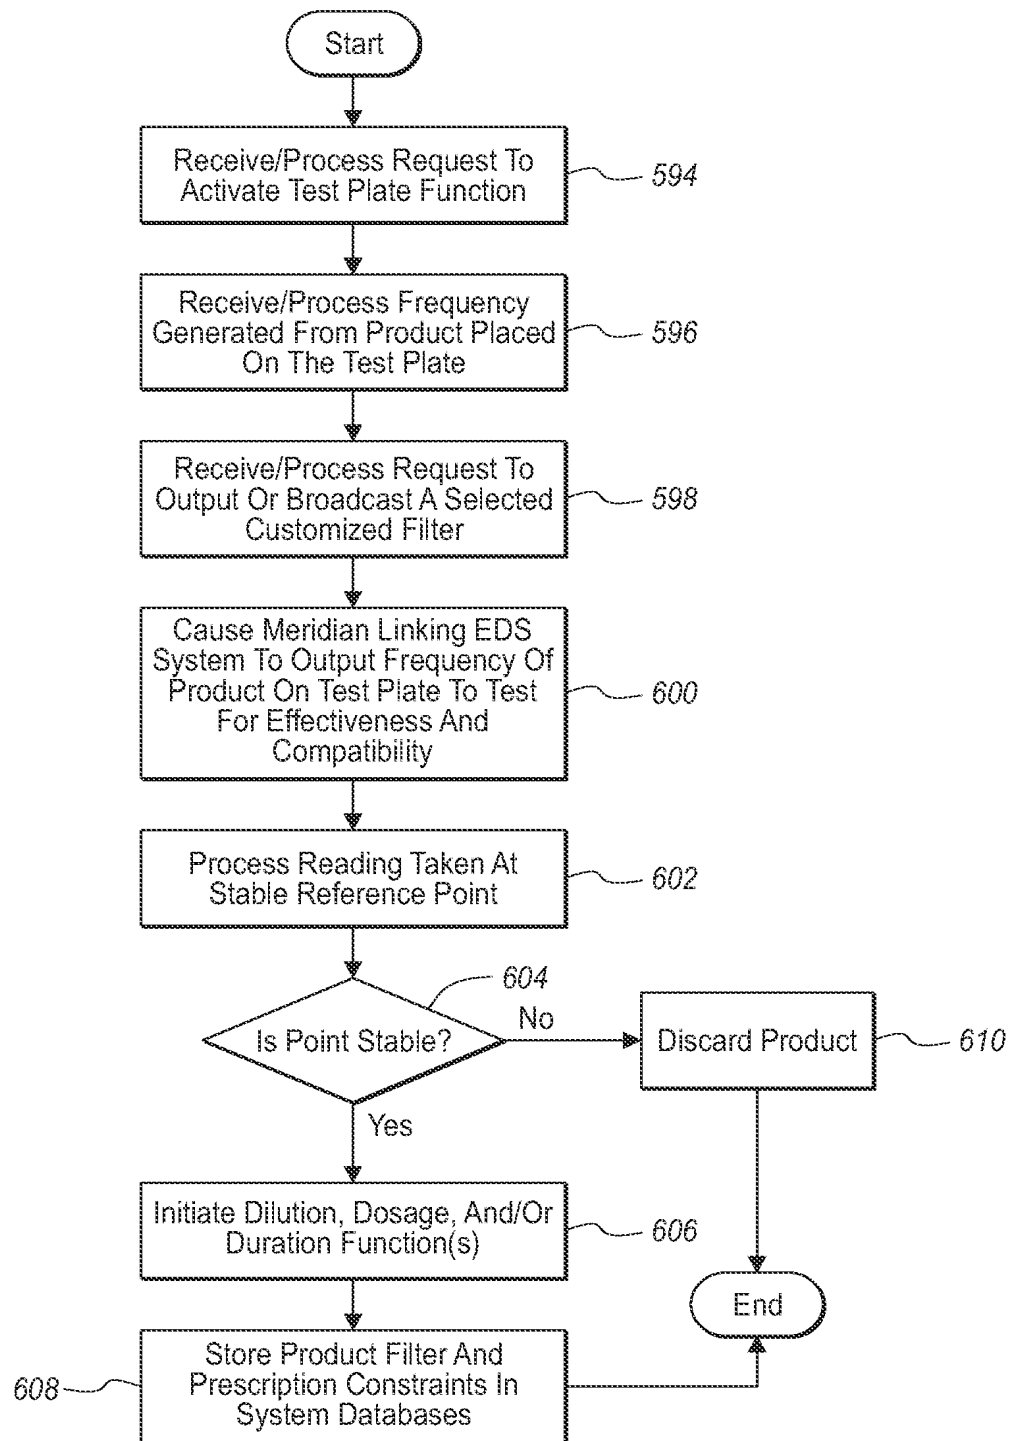 Start
Receive/Process Request To
Activate Test Plate Function
594
Receive/Process Frequency
Generated From Product Placed
On The Test Plate
596
Receive/Process Request To
Output Or Broadcast A Selected
Customized Filter
598
Cause Meridian Linking EDS
System To Output Frequency Of
Product On Test Plate To Test
For Effectiveness And
Compatibility
600
Process Reading Taken At
Stable Reference Point
602
604
Is Point Stable?
No
Discard Product
610
Yes
Initiate Dilution, Dosage, And/Or
Duration Function(s)
606
End
608
Store Product Filter And
Prescription Constraints In
System Databases